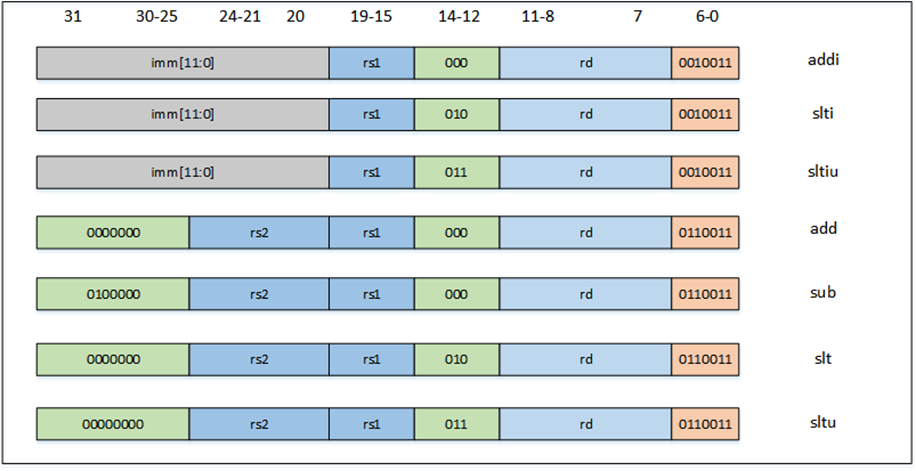 31 30-25 24-21 20 19-15 14-12 11-8 7 6-0
imm[11:0] rs1 000 rd 0010011 addi
imm[11:0] rs1 010 rd 0010011 slti
imm[11:0] rs1 011 rd 0010011 sltiu
0000000 rs2 rs1 000 rd 0110011 add
0100000 rs2 rs1 000 rd 0110011 sub
0000000 rs2 rs1 010 rd 0110011 slt
00000000 rs2 rs1 011 rd 0110011 sltu